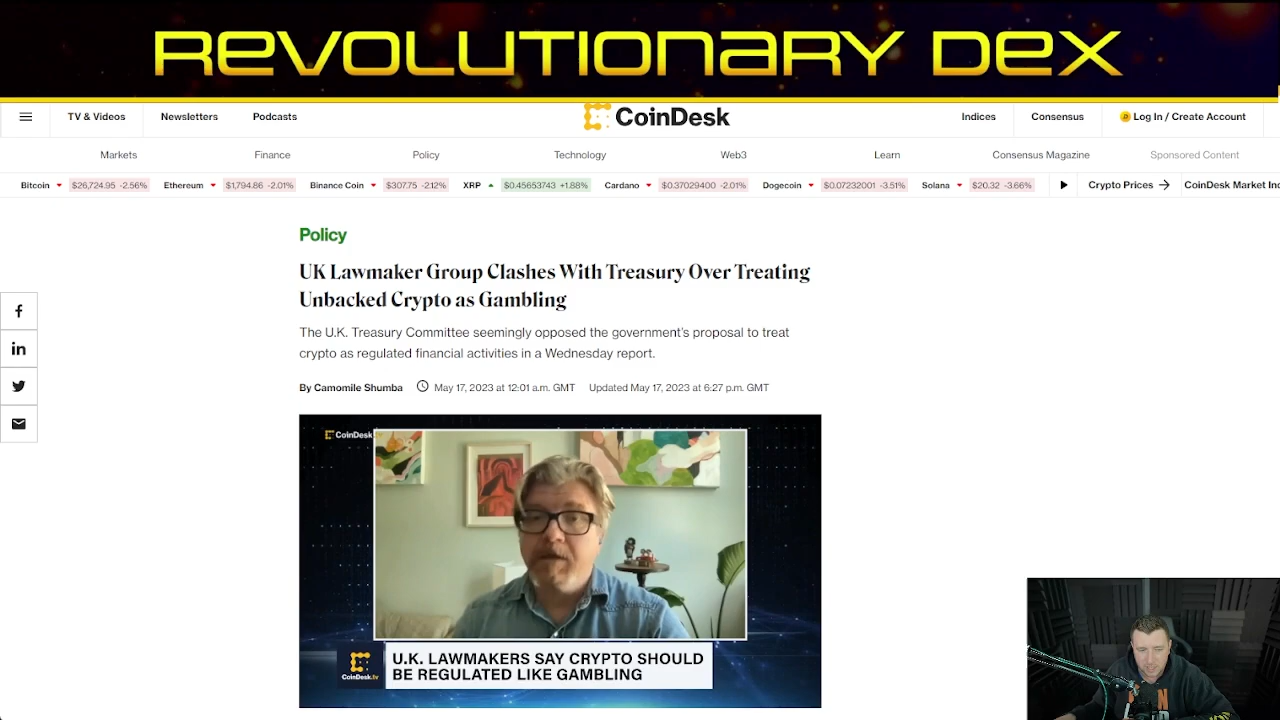 REVOLUTIONARY DEX
TV & Videos
Newsletters
Podcasts
CoinDesk
Indices
Consensus
Log In / Create Account
Markets
Finance
Policy
Technology
Web3
Learn
Consensus Magazine
Sponsored Content
Bitcoin $26,724.95 -2.56%
Ethereum $1,794.86 -2.01%
Binance Coin $307.75 -2.12%
XRP $0.45653743 +1.88%
Cardano $0.37029400 -2.01%
Dogecoin $0.07232001 -3.51%
Solana $20.32 -3.66%
Crypto Prices
CoinDesk Market Ind
Policy
UK Lawmaker Group Clashes With Treasury Over Treating
Unbacked Crypto as Gambling
The U.K. Treasury Committee seemingly opposed the government's proposal to treat
crypto as regulated financial activities in a Wednesday report.
By Camomile Shumba
May 17, 2023 at 12:01 a.m. GMT
Updated May 17, 2023 at 6:27 p.m. GMT
CoinDesk
CoinDesk.tv
U.K. LAWMAKERS SAY CRYPTO SHOULD
BE REGULATED LIKE GAMBLING